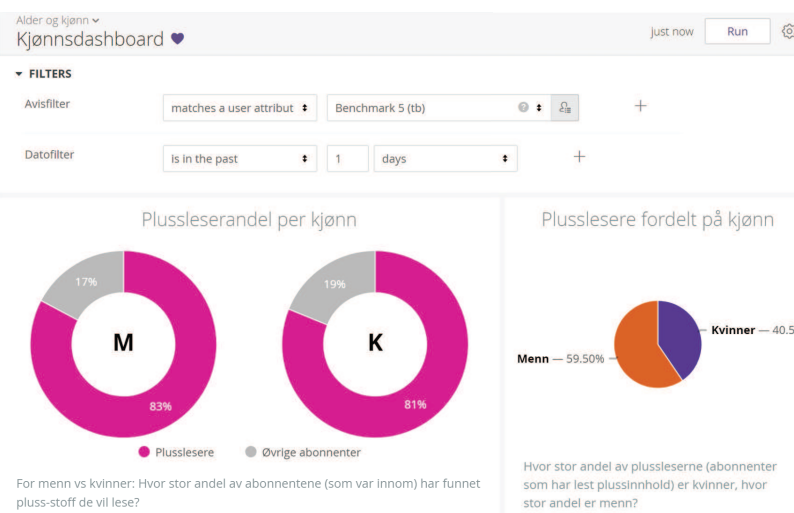 Alder og kjønn
Kjønnsdashboard
just now
Run
FILTERS
Avisfilter
matches a user attribut
Benchmark 5 (tb)
Datofilter
is in the past
1
days
Plussleserandel per kjønn
17%
M
83%
19%
K
81%
Plusslesere
Øvrige abonnenter
For menn vs kvinner: Hvor stor andel av abonnentene (som var innom) har funnet
pluss-stoff de vil lese?
Plusslesere fordelt på kjønn
Kvinner — 40.5
Menn — 59.50%
Hvor stor andel av plussleserne (abonnenter
som har lest plussinnhold) er kvinner, hvor
stor andel er menn?